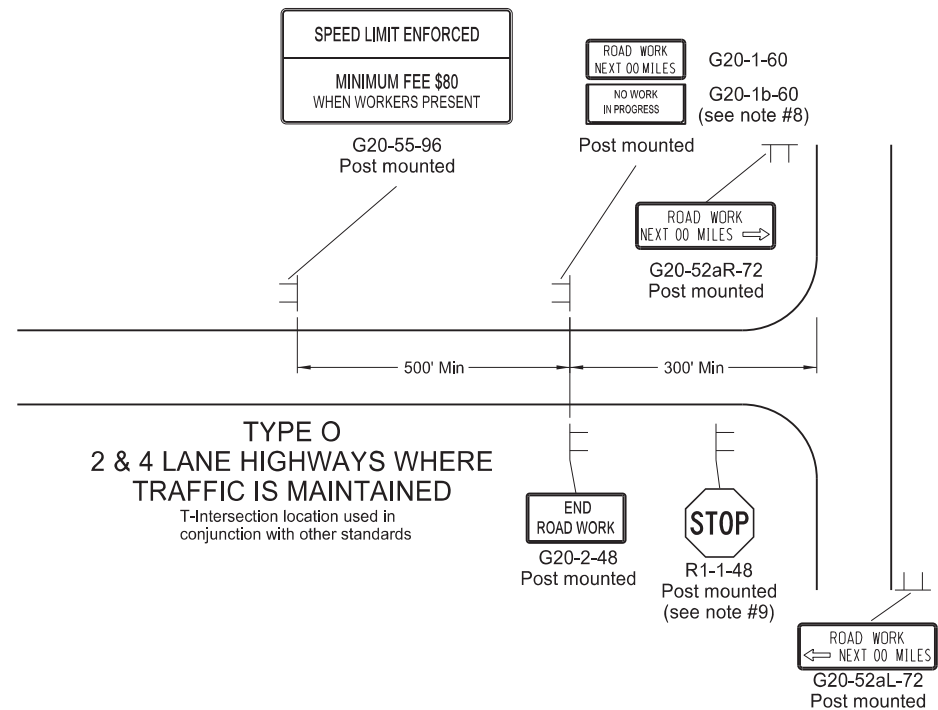 SPEED LIMIT ENFORCED
MINIMUM FEE $80
WHEN WORKERS PRESENT
G20-55-96
Post mounted
ROAD WORK
NEXT 00 MILES
G20-1-60
NO WORK
IN PROGRESS
G20-1b-60
(see note #8)
Post mounted
ROAD WORK
NEXT 00 MILES
G20-52aR-72
Post mounted
500' Min
300' Min
TYPE O
2 & 4 LANE HIGHWAYS WHERE
TRAFFIC IS MAINTAINED
T-Intersection location used in
conjunction with other standards
END
ROAD WORK
G20-2-48
Post mounted
STOP
R1-1-48
Post mounted
(see note #9)
ROAD WORK
NEXT 00 MILES
G20-52aL-72
Post mounted